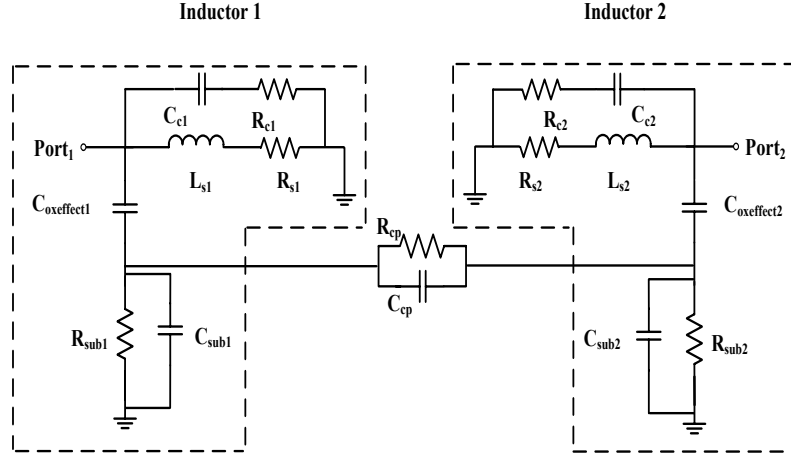 Inductor 1
Inductor 2
Cc1
Rc1
Rc2
Cc2
Port1
Port2
Ls1
Rs1
Rs2
Ls2
Coxeffect1
Coxeffect2
Rcp
Ccp
Rsub1
Csub1
Csub2
Rsub2